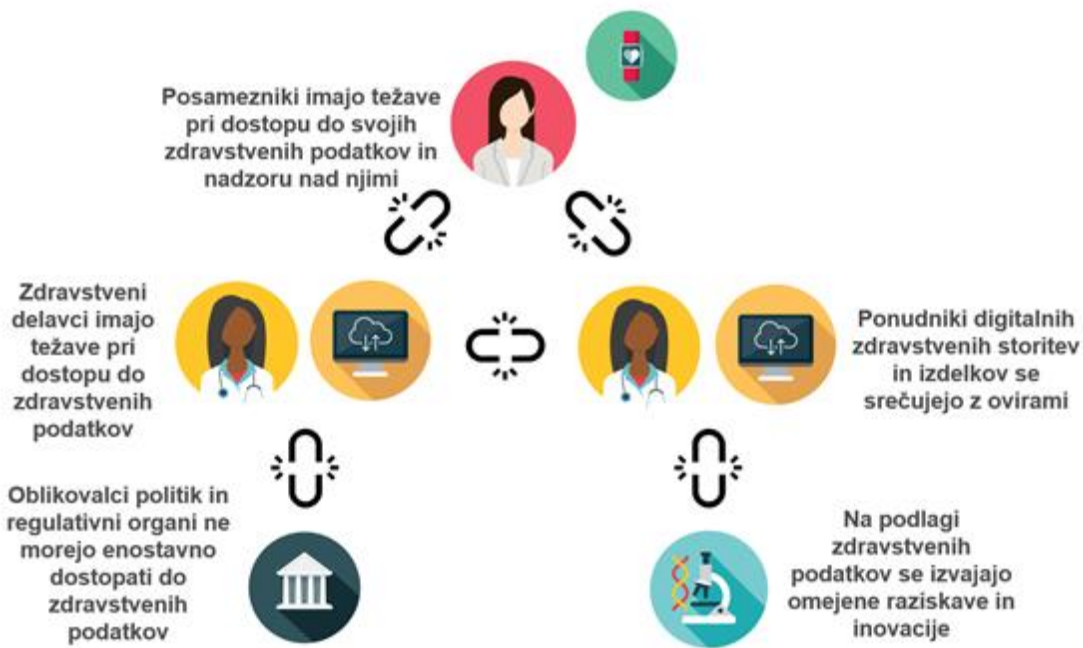 Posamezniki imajo težave
pri dostopu do svojih
zdravstvenih podatkov in
nadzoru nad njimi
Zdravstveni
delavci imajo
težave pri
dostopu do
zdravstvenih
podatkov
Ponudniki digitalnih
zdravstvenih storitev
in izdelkov se
srečujejo z ovirami
Oblikovalci politik in
regulativni organi ne
morejo enostavno
dostopati do
zdravstvenih
podatkov
Na podlagi
zdravstvenih
podatkov se izvajajo
omejene raziskave in
inovacije